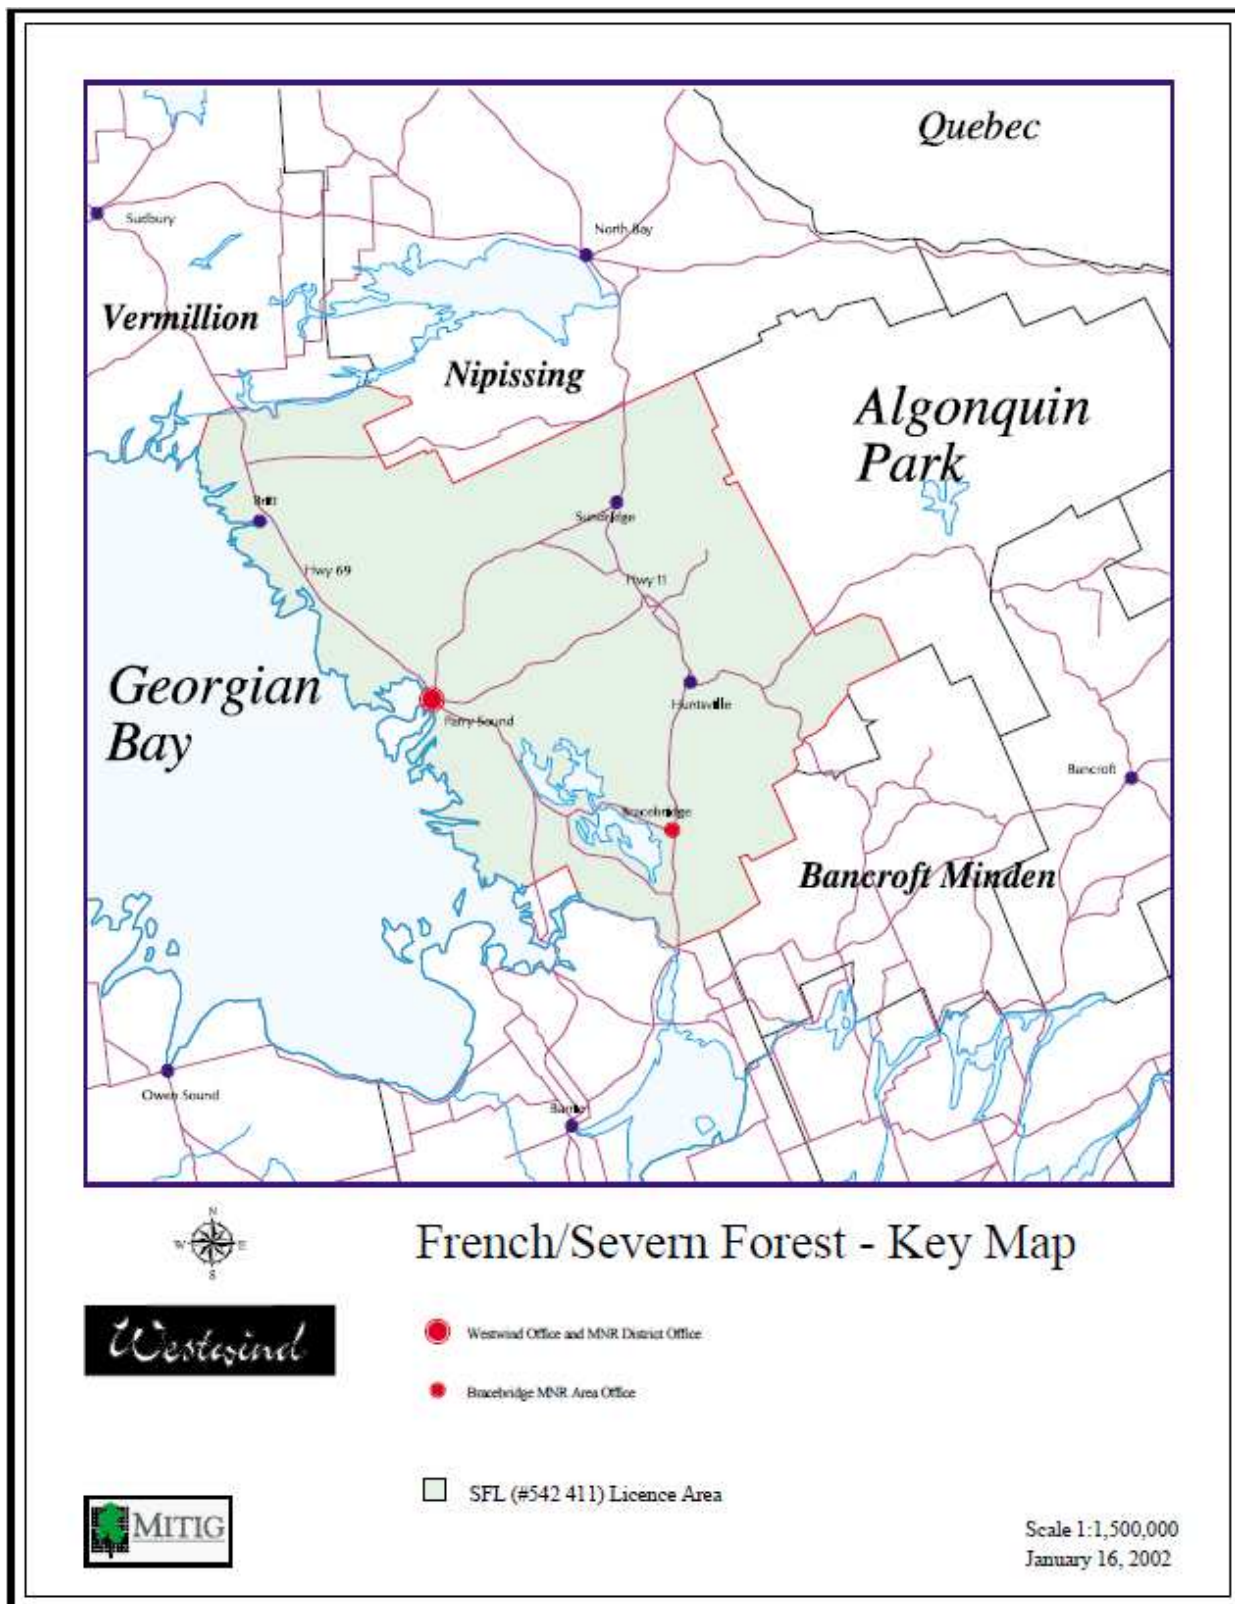 Quebec
Sudbury
North Bay
Vermillion
Nipissing
Algonquin
Park
Britt
Sundridge
Hwy 69
Hwy 11
Georgian
Bay
Parry Sound
Huntsville
Bancroft
Bracebridge
Bancroft Minden
Owen Sound
Barrie
N
W E
S
French/Severn Forest - Key Map
Westwind
Westwind Office and MNR District Office
Bracebridge MNR Area Office
SFL (#542 411) Licence Area
MITIG
Scale 1:1,500,000
January 16, 2002